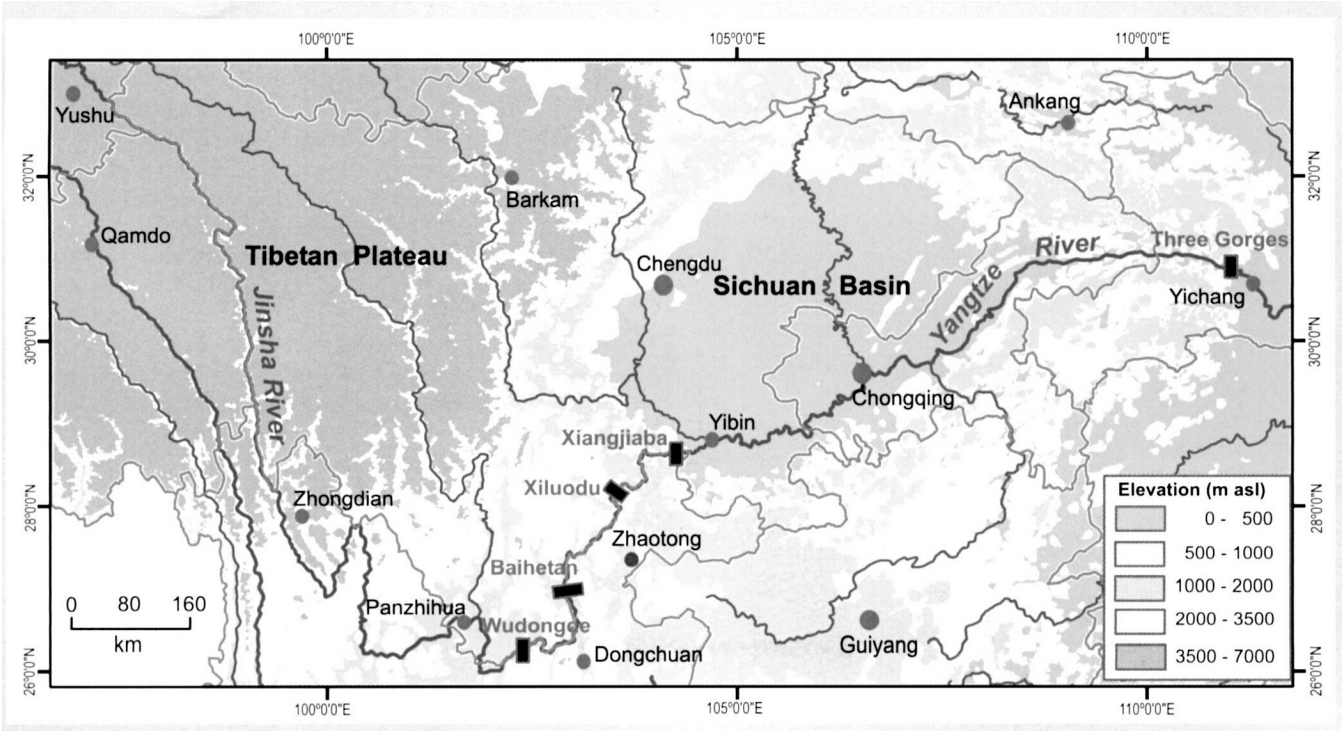 100°0'0"E 105°0'0"E 110°0'0"E
Yushu
Ankang
32°0'0"N
32°0'0"N
Barkam
Qamdo
Tibetan Plateau
River
Three Gorges
Chengdu
Sichuan Basin
Yangtze
Yichang
Jinsha River
30°0'0"N
30°0'0"N
Chongqing
Yibin
Xiangjiaba
Xiluodu
Zhongdian
Zhaotong
28°0'0"N
28°0'0"N
Baihetan
Panzhihua
Wudongde
Dongchuan
Guiyang
0 80 160
km
26°0'0"N
26°0'0"N
Elevation (m asl)
0 - 500
500 - 1000
1000 - 2000
2000 - 3500
3500 - 7000
100°0'0"E 105°0'0"E 110°0'0"E